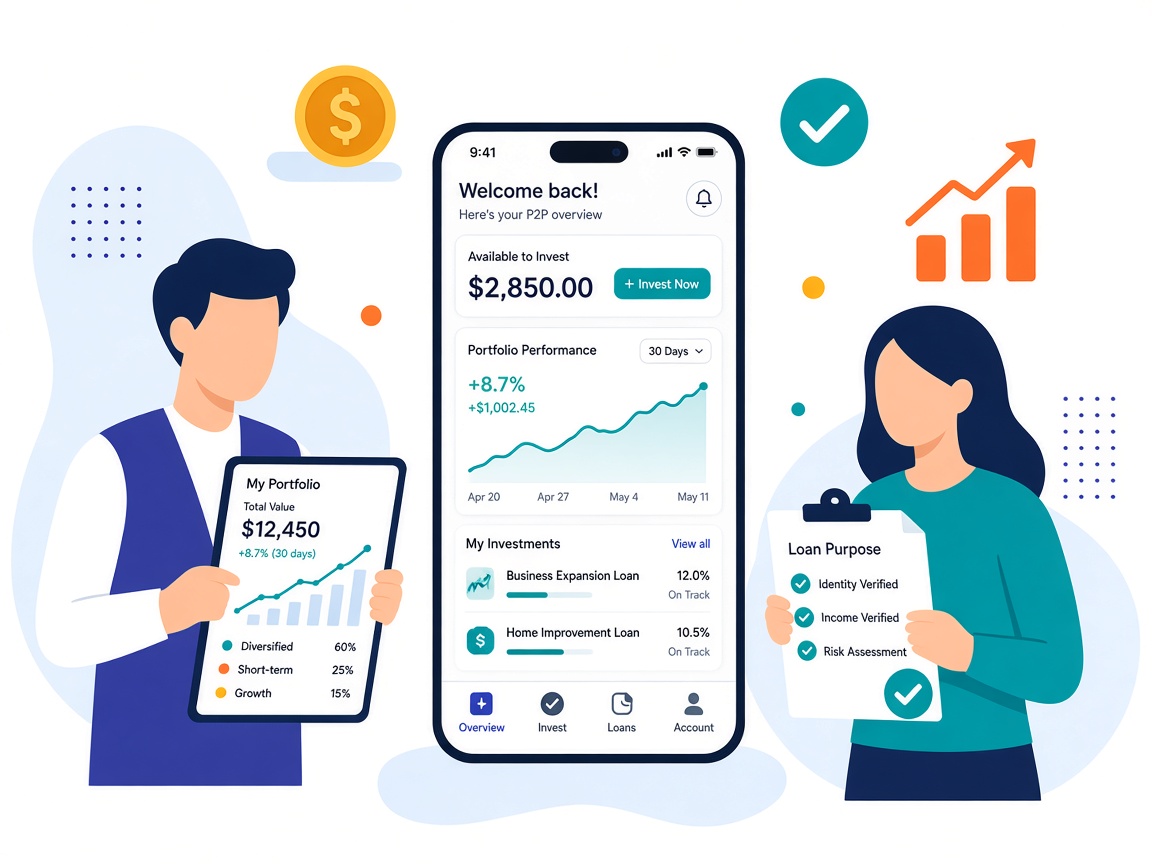 $
9:41
Welcome back!
Here's your P2P overview
Available to Invest
$2,850.00
+ Invest Now
Portfolio Performance
30 Days
+8.7%
+$1,002.45
Apr 20 Apr 27 May 4 May 11
My Investments
View all
Business Expansion Loan 12.0%
On Track
$
Home Improvement Loan 10.5%
On Track
Overview Invest Loans Account
My Portfolio
Total Value
$12,450
+8.7% (30 days)
Diversified 60%
Short-term 25%
Growth 15%
Loan Purpose
Identity Verified
Income Verified
Risk Assessment